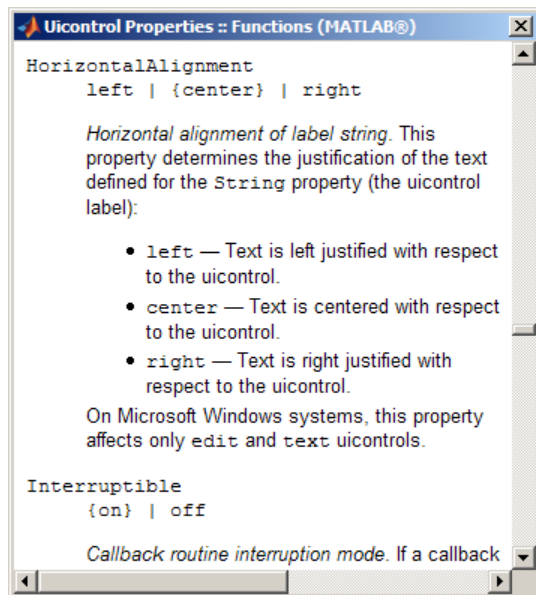 Uicontrol Properties :: Functions (MATLAB®)
HorizontalAlignment
left | {center} | right
Horizontal alignment of label string. This
property determines the justification of the text
defined for the String property (the uicontrol
label):
• left — Text is left justified with respect
to the uicontrol.
• center — Text is centered with respect
to the uicontrol.
• right — Text is right justified with
respect to the uicontrol.
On Microsoft Windows systems, this property
affects only edit and text uicontrols.
Interruptible
{on} | off
Callback routine interruption mode. If a callback